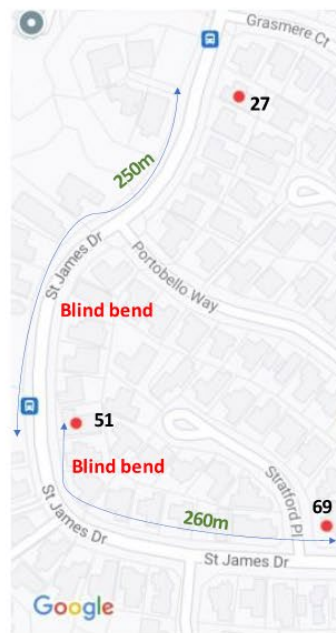 Grasmere Ct
27
250m
St James Dr
Portobello Way
Blind bend
51
Blind bend
Stratford Pl
69
260m
St James Dr
St James Dr
Google